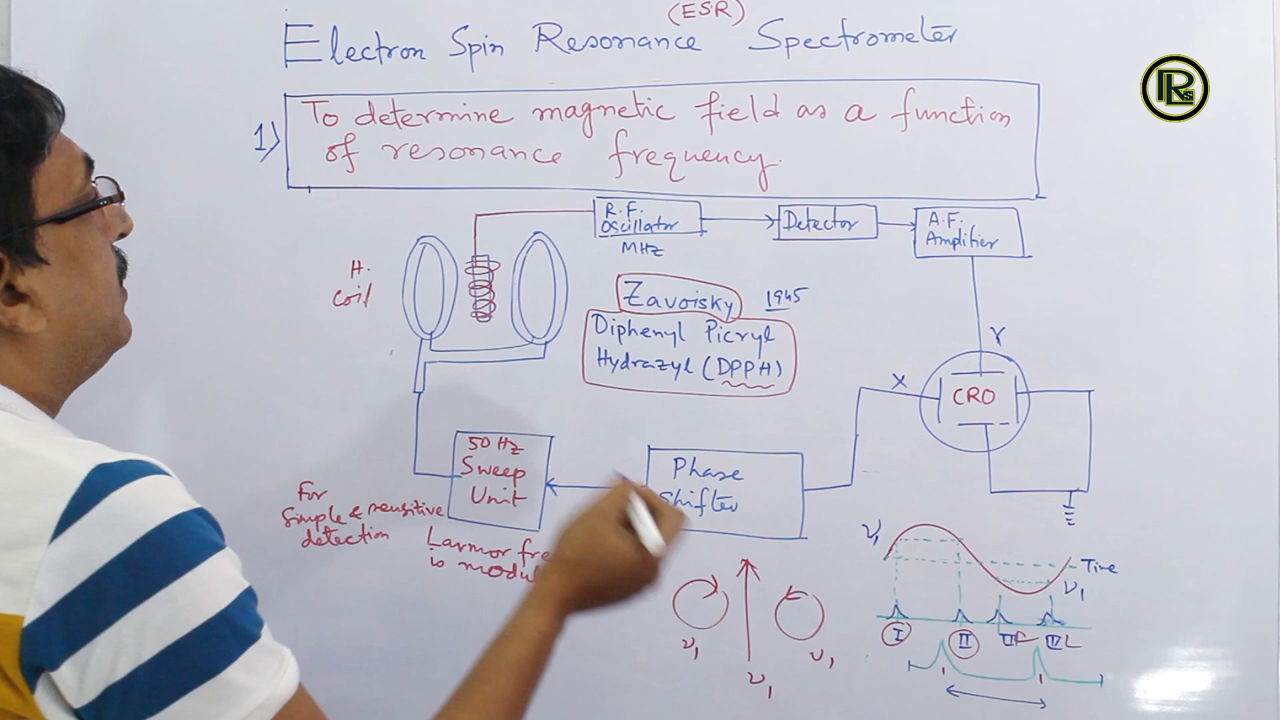 (ESR)
Electron Spin Resonance Spectrometer
1) To determine magnetic field as a function
of resonance frequency.
R.F.
Oscillator
MHz
Detector
A.F.
Amplifier
H.
Coil
Zavoisky 1945
Diphenyl Picryl
Hydrazyl (DPPH)
Y
X
CRO
50 Hz
Sweep
Unit
Phase
Shifter
For
Simple & sensitive
detection
Larmor
is
ν1
Time
ν1
I II IV
ν1
ν1
ν1
RLs